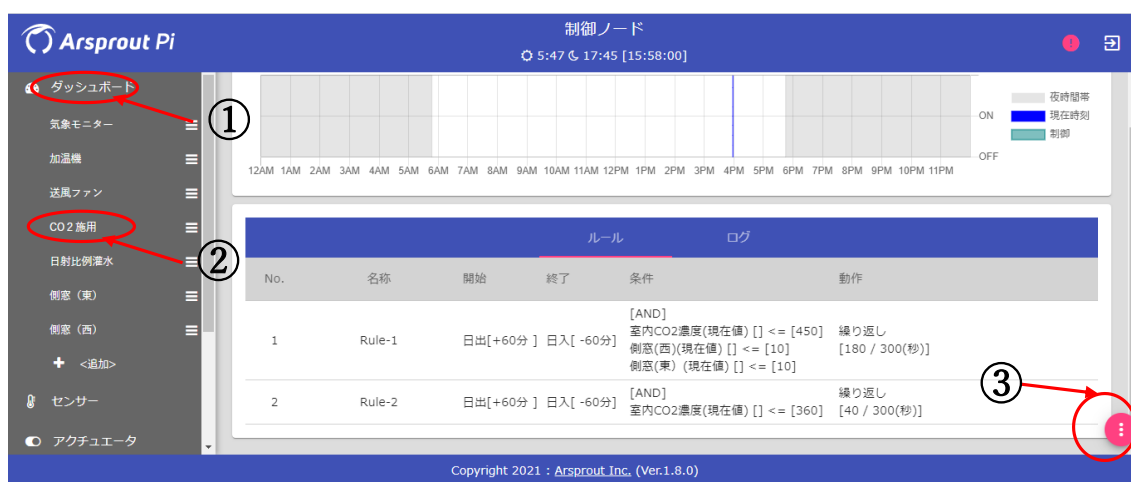 Arsprout Pi
制御ノード
5:47 17:45 [15:58:00]
!
ダッシュボード
①
気象モニター
加温機
送風ファン
CO2施用
②
日射比例灌水
側窓（東）
側窓（西）
+ <追加>
センサー
アクチュエータ
ON
OFF
夜時間帯
現在時刻
制御
12AM 1AM 2AM 3AM 4AM 5AM 6AM 7AM 8AM 9AM 10AM 11AM 12PM 1PM 2PM 3PM 4PM 5PM 6PM 7PM 8PM 9PM 10PM 11PM
ルール ログ
No. 名称 開始 終了 条件 動作
1 Rule-1 日出[+60分 ] 日入[ -60分]
[AND]
室内CO2濃度(現在値) [] <= [450]
側窓(西)(現在値) [] <= [10]
側窓(東）(現在値) [] <= [10]
繰り返し
[180 / 300(秒)]
2 Rule-2 日出[+60分 ] 日入[ -60分]
[AND]
室内CO2濃度(現在値) [] <= [360]
繰り返し
[40 / 300(秒)]
③
Copyright 2021 : Arsprout Inc. (Ver.1.8.0)